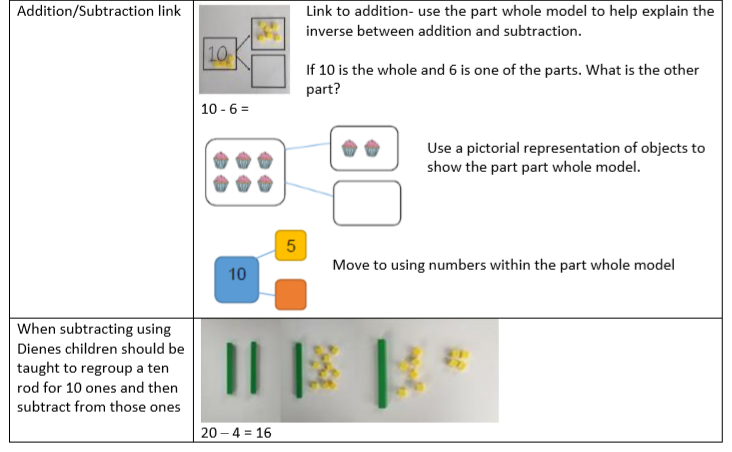 Addition/Subtraction link
10
Link to addition- use the part whole model to help explain the
inverse between addition and subtraction.
If 10 is the whole and 6 is one of the parts. What is the other
part?
10 - 6 =
Use a pictorial representation of objects to
show the part part whole model.
5
10
Move to using numbers within the part whole model
When subtracting using
Dienes children should be
taught to regroup a ten
rod for 10 ones and then
subtract from those ones
20 – 4 = 16